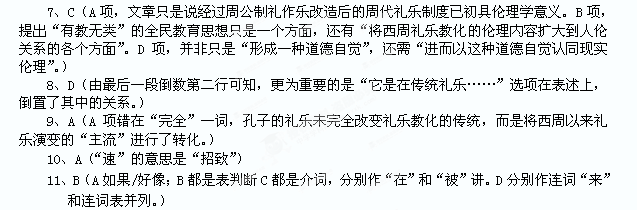 7、C（A 项，文章只是说经过周公制礼作乐改造后的周代礼乐制度已初具伦理学意义。B 项，
提出“有教无类”的全民教育思想只是一个方面，还有“将西周礼乐教化的伦理内容扩大到人伦
关系的各个方面”。D 项，并非只是“形成一种道德自觉”，还需“进而以这种道德自觉认同现实
伦理”。）
8、D（由最后一段倒数第二行可知，更为重要的是“它是在传统礼乐……”选项在表述上，
倒置了其中的关系。）
9、A（A 项错在“完全”一词，孔子的礼乐未完全改变礼乐教化的传统，而是将西周以来礼
乐演变的“主流”进行了转化。）
10、A（“速”的意思是“招致”）
11、B（A 如果/好像；B 都是表判断 C 都是介词，分别作“在”和“被”讲。D 分别作连词“来”
和连词表并列。）